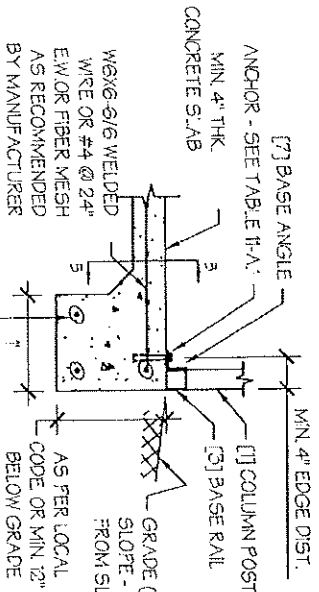 [7] BASE ANGLE
ANCHOR - SEE TABLE
MIN. 4" THK.
CONCRETE SLAB
W6X6-6/6 WELDED
WIRE OR #4 @ 24"
E.W. OR FIBER MESH
AS RECOMMENDED
BY MANUFACTURER
MIN. 4" EDGE DIST.
[1] COLUMN POST
[3] BASE RAIL
GRADE (
SLOPE -
FROM
AS PER LOCAL
CODE OR MIN. 12"
BELOW GRADE